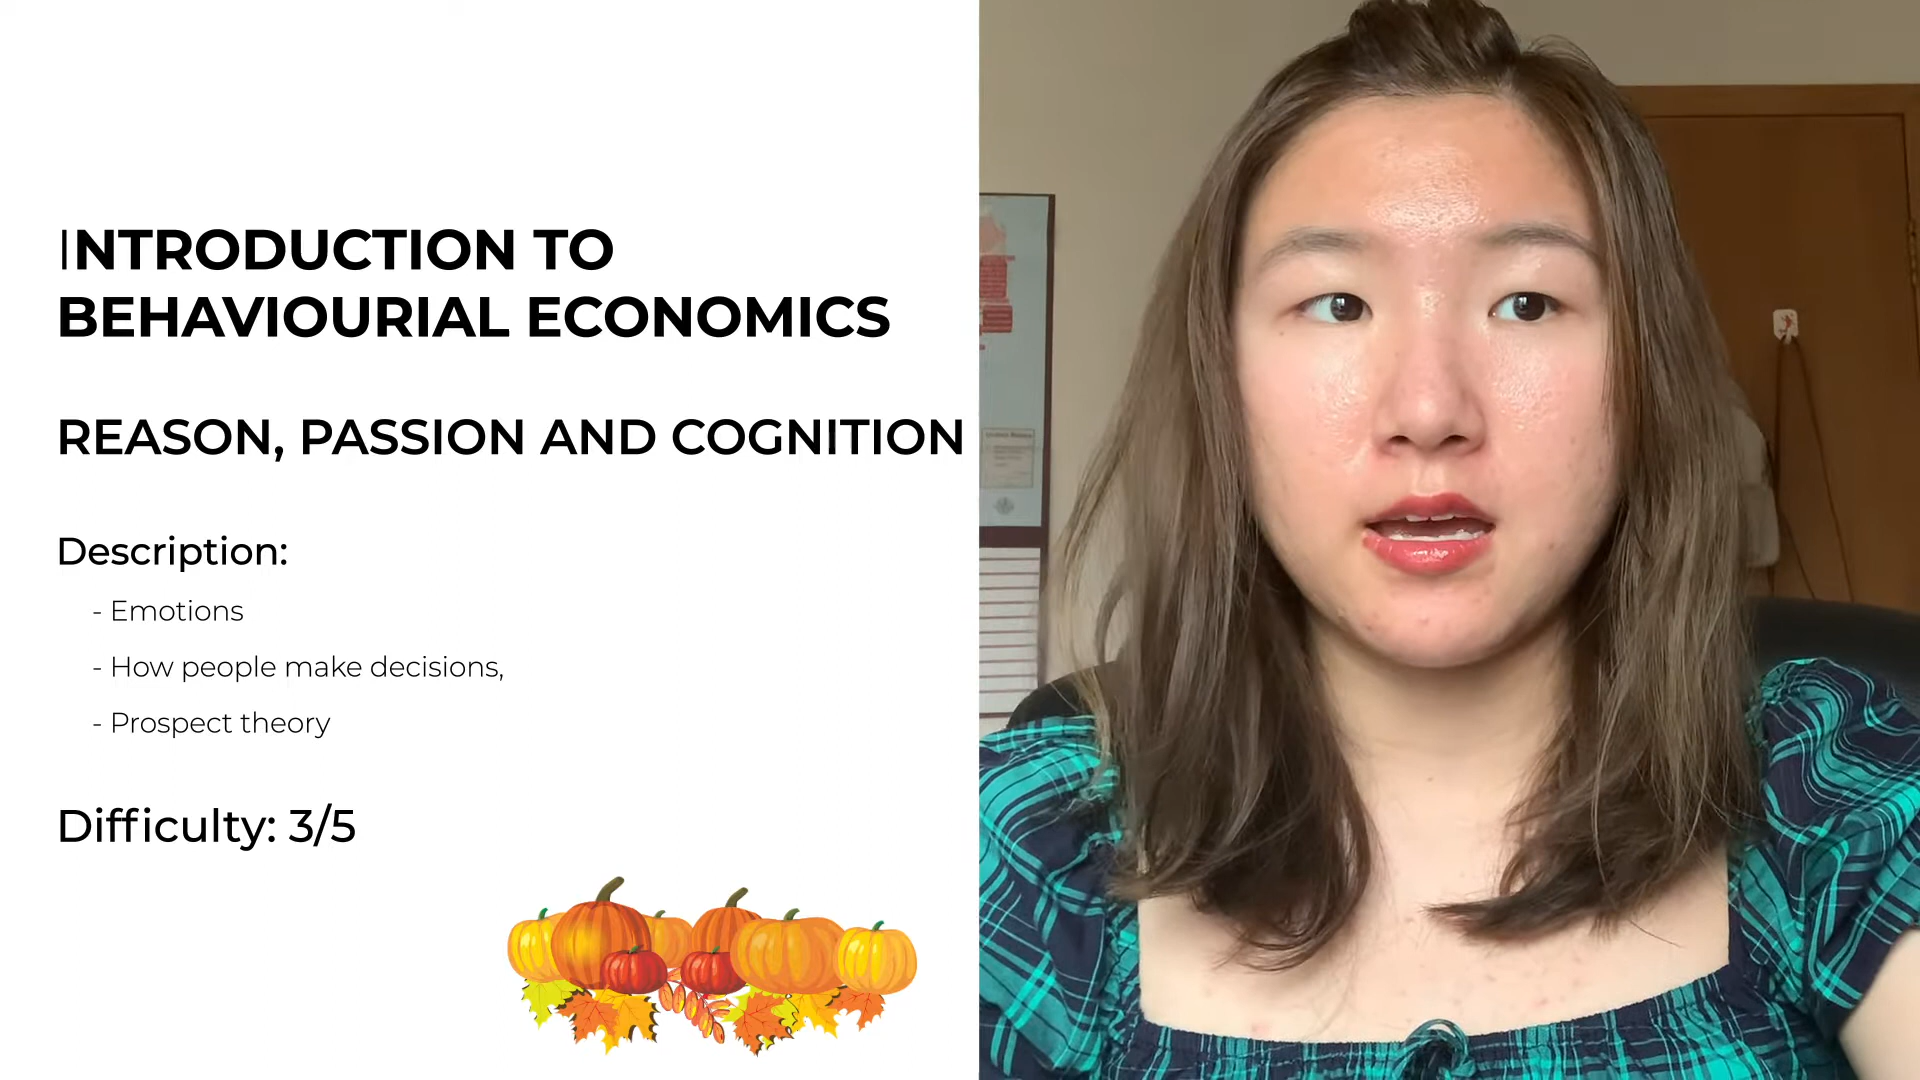 INTRODUCTION TO
BEHAVIOURIAL ECONOMICS
REASON, PASSION AND COGNITION
Description:
- Emotions
- How people make decisions,
- Prospect theory
Difficulty: 3/5